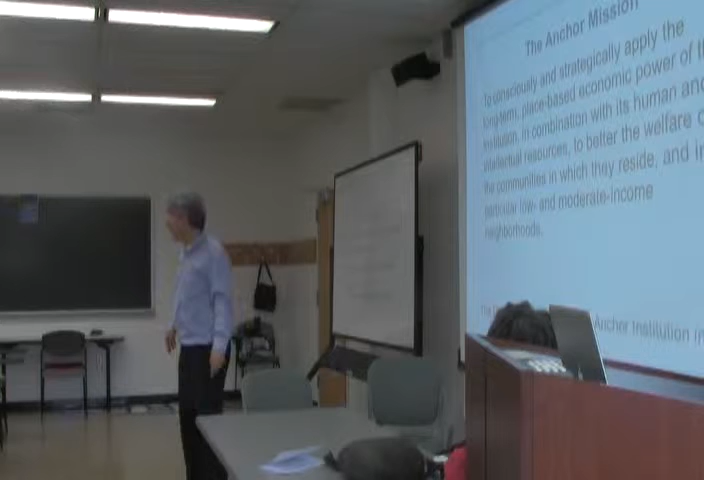 The Anchor Mission
To consciously and strategically apply the
long-term, place-based economic power of
institution, in combination with its human and
intellectual resources, to better the welfare
the communities in which they reside, and
particular low- and moderate-income
neighborhoods.
Anchor Institution